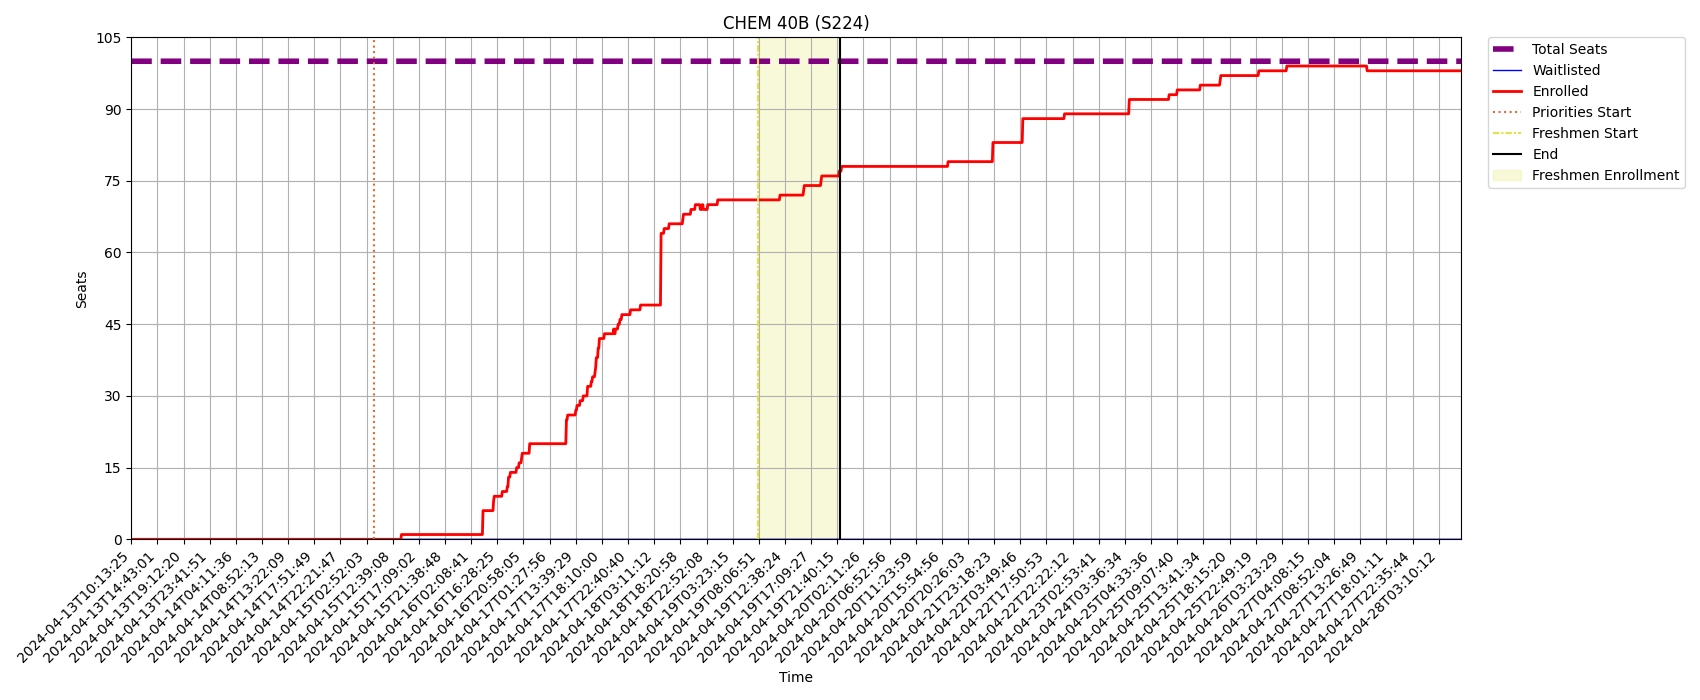 CHEM 40B (S224)
105
90
75
60
45
30
15
0
Seats
2024-04-13T10:13:25
2024-04-13T14:43:01
2024-04-13T19:12:20
2024-04-13T23:41:51
2024-04-14T04:11:36
2024-04-14T08:52:13
2024-04-14T13:22:09
2024-04-14T17:51:49
2024-04-14T22:21:47
2024-04-15T02:52:03
2024-04-15T12:39:08
2024-04-15T17:09:02
2024-04-15T21:38:48
2024-04-16T02:08:41
2024-04-16T16:28:25
2024-04-16T20:58:05
2024-04-17T01:27:56
2024-04-17T13:39:29
2024-04-17T18:10:00
2024-04-17T22:40:40
2024-04-18T03:11:12
2024-04-18T18:20:58
2024-04-18T22:52:08
2024-04-19T03:23:15
2024-04-19T08:06:51
2024-04-19T12:38:24
2024-04-19T17:09:27
2024-04-19T21:40:15
2024-04-20T02:11:26
2024-04-20T06:52:56
2024-04-20T11:23:59
2024-04-20T15:54:56
2024-04-20T20:26:03
2024-04-21T23:18:23
2024-04-22T03:49:46
2024-04-22T17:50:53
2024-04-22T22:22:12
2024-04-23T02:53:41
2024-04-24T03:36:34
2024-04-25T04:33:36
2024-04-25T09:07:40
2024-04-25T13:41:34
2024-04-25T18:15:20
2024-04-25T22:49:19
2024-04-26T03:23:29
2024-04-27T04:08:15
2024-04-27T08:52:04
2024-04-27T13:26:49
2024-04-27T18:01:11
2024-04-27T22:35:44
2024-04-28T03:10:12
Time
Total Seats
Waitlisted
Enrolled
Priorities Start
Freshmen Start
End
Freshmen Enrollment